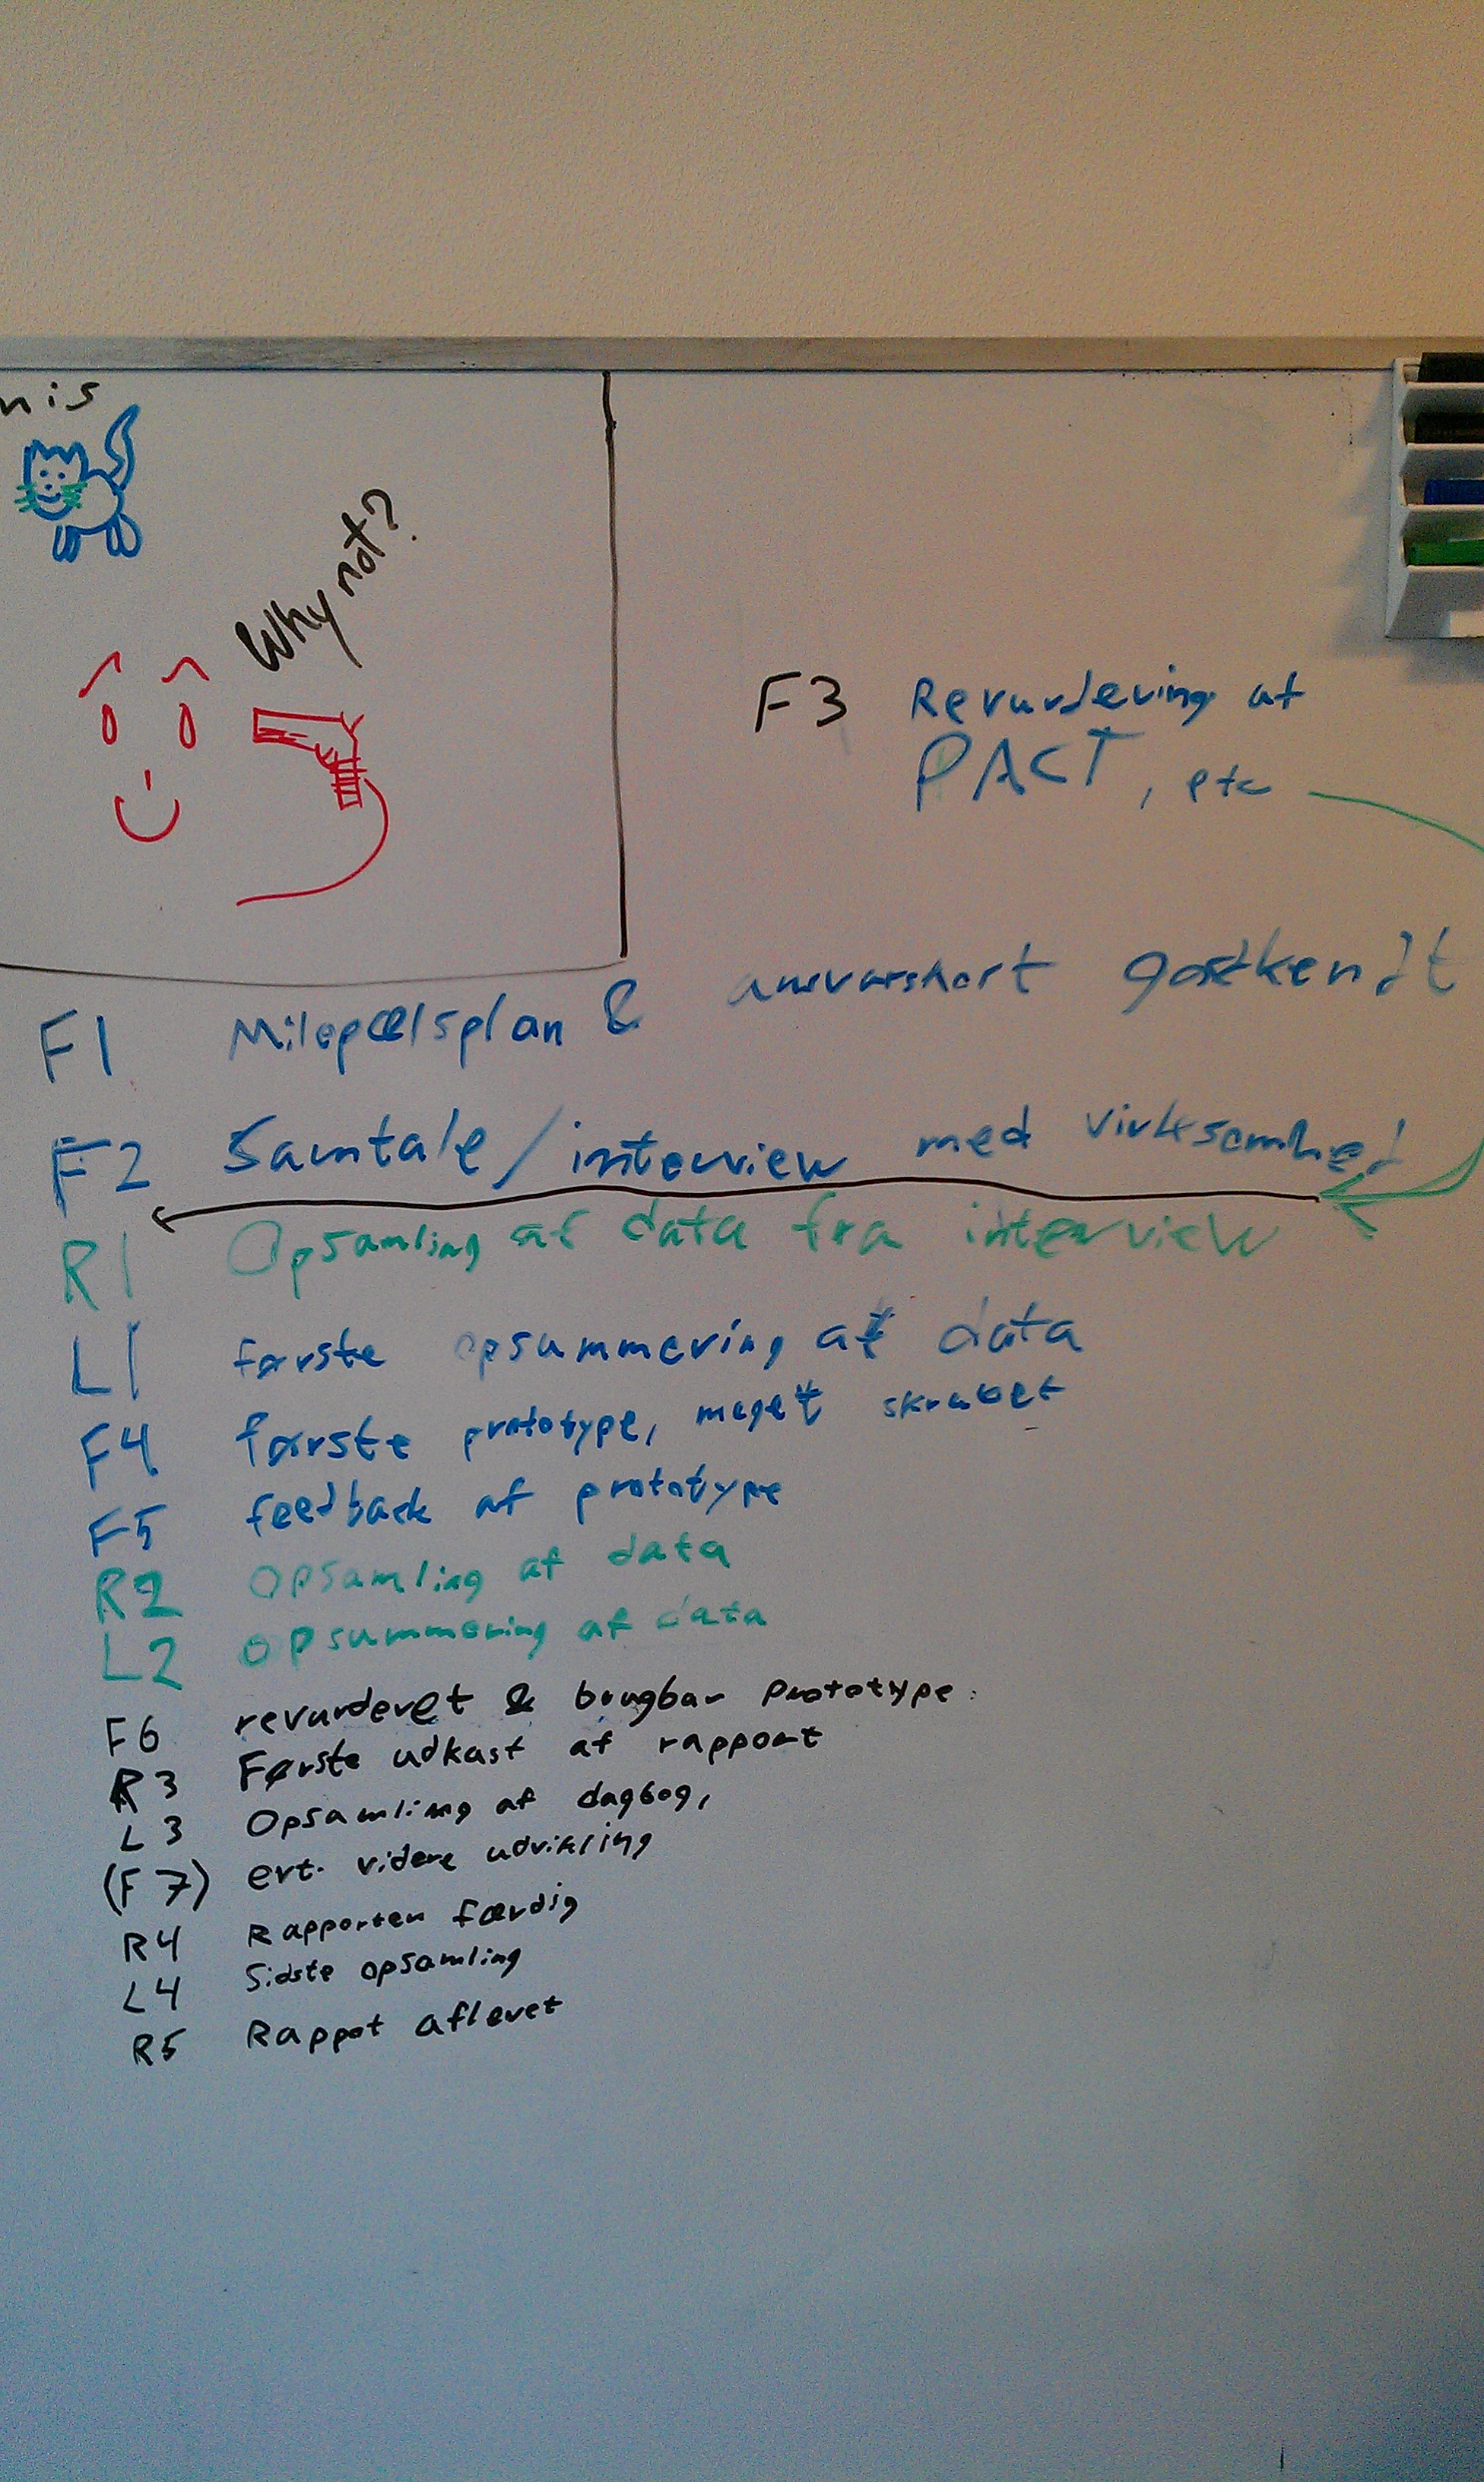 nis
Why not?
F3 Revurdering af
PACT, etc
F1 Milepælsplan & ansvarskort godtkendt
F2 Samtale/interview med virksomhed
R1 Opsamling af data fra interview
L1 første opsummering af data
F4 første prototype, meget skrabet
F5 feedback af prototype
R2 Opsamling af data
L2 opsummering af data
F6 revurderet & brugbar Prototype.
R3 Første udkast af rapport
L3 Opsamling af dagbog,
(F7) evt. videre udvikling
R4 Rapporten færdig
L4 Sidste opsamling
R5 Rappot afleveret